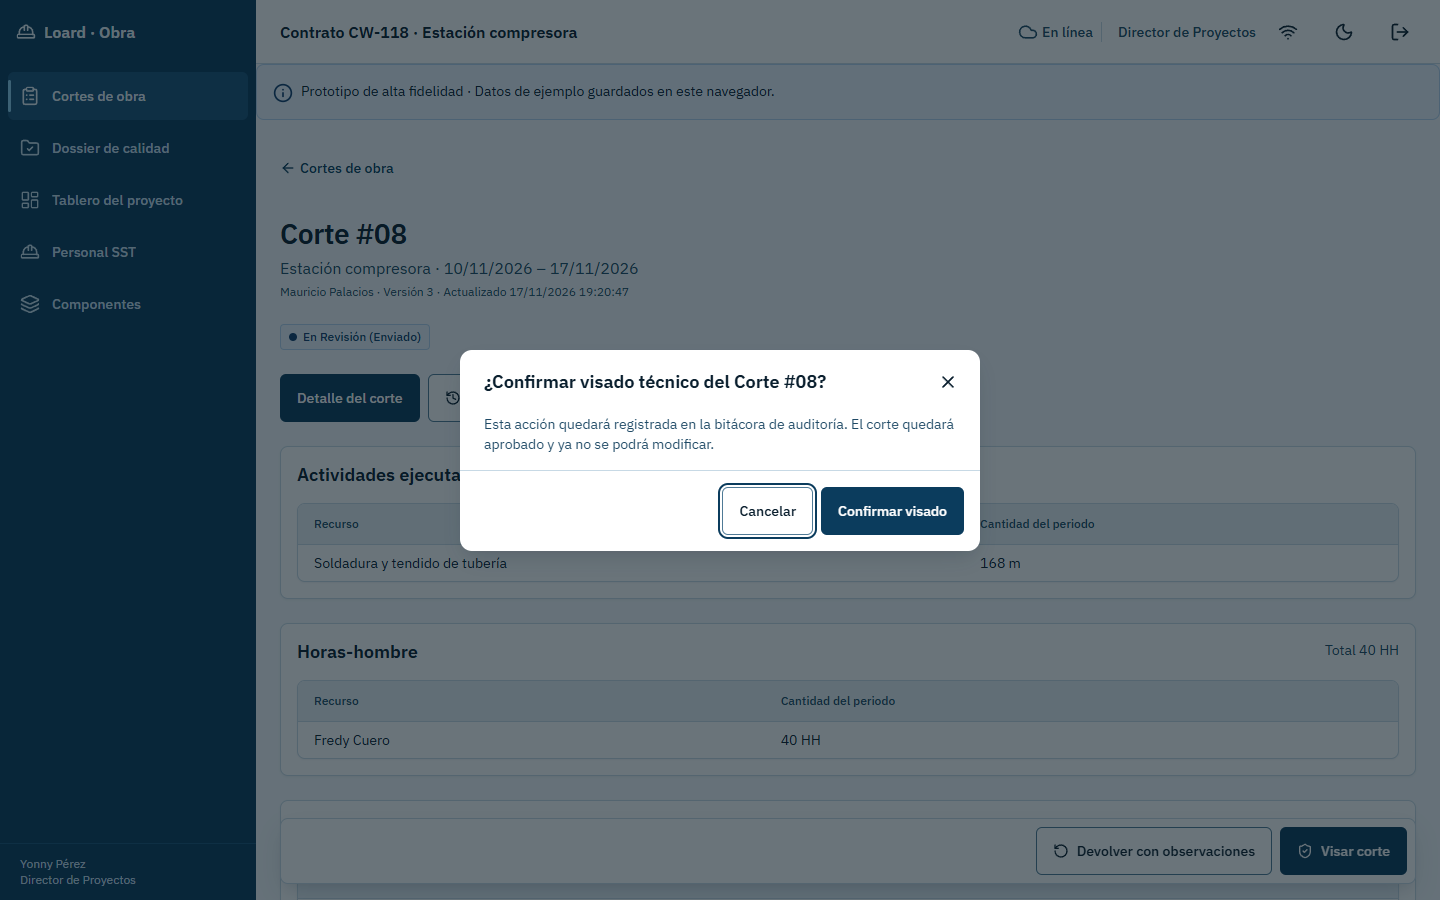 Loard · Obra
Contrato CW-118 · Estación compresora
En línea
Director de Proyectos
Cortes de obra
Dossier de calidad
Tablero del proyecto
Personal SST
Componentes
Prototipo de alta fidelidad · Datos de ejemplo guardados en este navegador.
Cortes de obra
Corte #08
Estación compresora · 10/11/2026 – 17/11/2026
Mauricio Palacios · Versión 3 · Actualizado 17/11/2026 19:20:47
En Revisión (Enviado)
Detalle del corte
¿Confirmar visado técnico del Corte #08?
Esta acción quedará registrada en la bitácora de auditoría. El corte quedará
aprobado y ya no se podrá modificar.
Cancelar
Confirmar visado
Actividades ejecuta
Recurso
Cantidad del periodo
Soldadura y tendido de tubería
168 m
Horas-hombre
Total 40 HH
Recurso
Cantidad del periodo
Fredy Cuero
40 HH
Devolver con observaciones
Visar corte
Yonny Pérez
Director de Proyectos